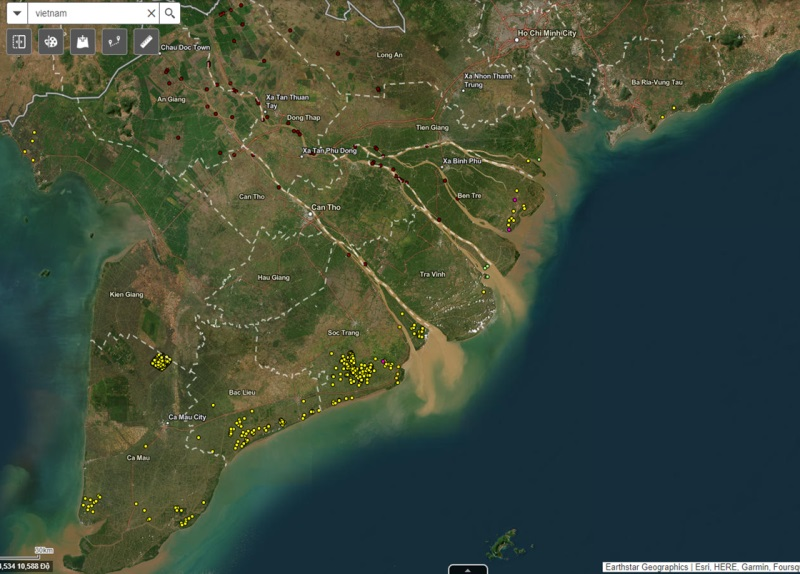 vietnam
Ho Chi Minh City
Chau Doc Town
Long An
Xa Nhon Thanh
Trung
Ba Ria-Vung Tau
An Giang
Xa Tan Thuan
Tay
Dong Thap
Tien Giang
Xa Tan Phu Dong
Xa Binh Phu
Can Tho
Ben Tre
Can Tho
Tra Vinh
Hau Giang
Kien Giang
Soc Trang
Bac Lieu
Ca Mau City
Ca Mau
30km
,534 10,588 Độ
Earthstar Geographics | Esri, HERE, Garmin, Foursq